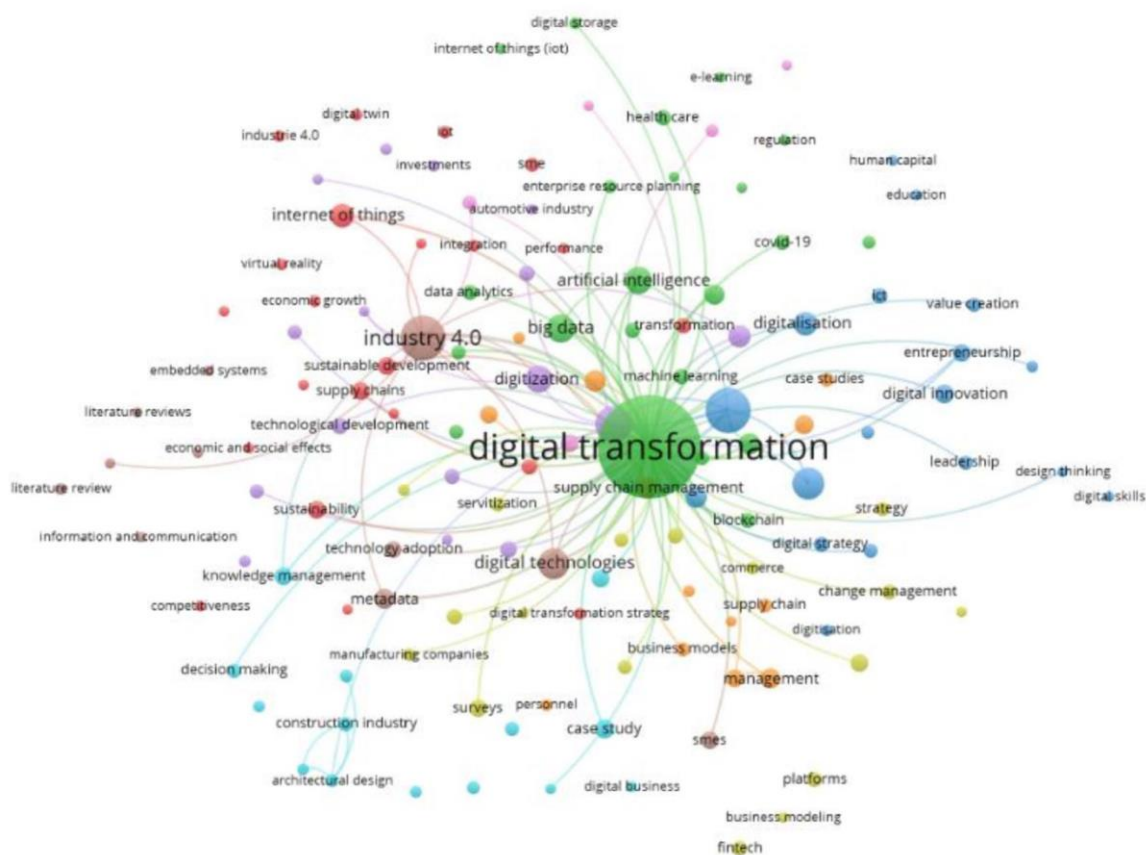 digital storage
internet of things (iot)
e-learning
digital twin
health care
industrie 4.0
iot
regulation
investments
sme
human capital
enterprise resource planning
education
internet of things
automotive industry
integration
performance
covid-19
virtual reality
artificial intelligence
data analytics
economic growth
ict
value creation
big data
transformation
digitalisation
industry 4.0
entrepreneurship
sustainable development
embedded systems
digitization
machine learning
case studies
supply chains
digital innovation
literature reviews
technological development
economic and social effects
digital transformation
leadership
design thinking
literature review
supply chain management
digital skills
servitization
sustainability
strategy
blockchain
information and communication
technology adoption
digital strategy
digital technologies
commerce
knowledge management
change management
metadata
competitiveness
digital transformation strateg
supply chain
digitisation
business models
manufacturing companies
decision making
management
surveys
personnel
construction industry
case study
smes
architectural design
digital business
platforms
business modeling
fintech